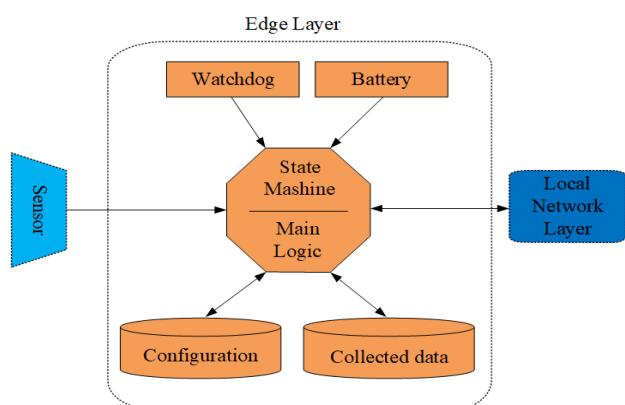 Edge Layer
Watchdog
Battery
Sensor
State
Mashine
Main
Logic
Local
Network
Layer
Configuration
Collected data